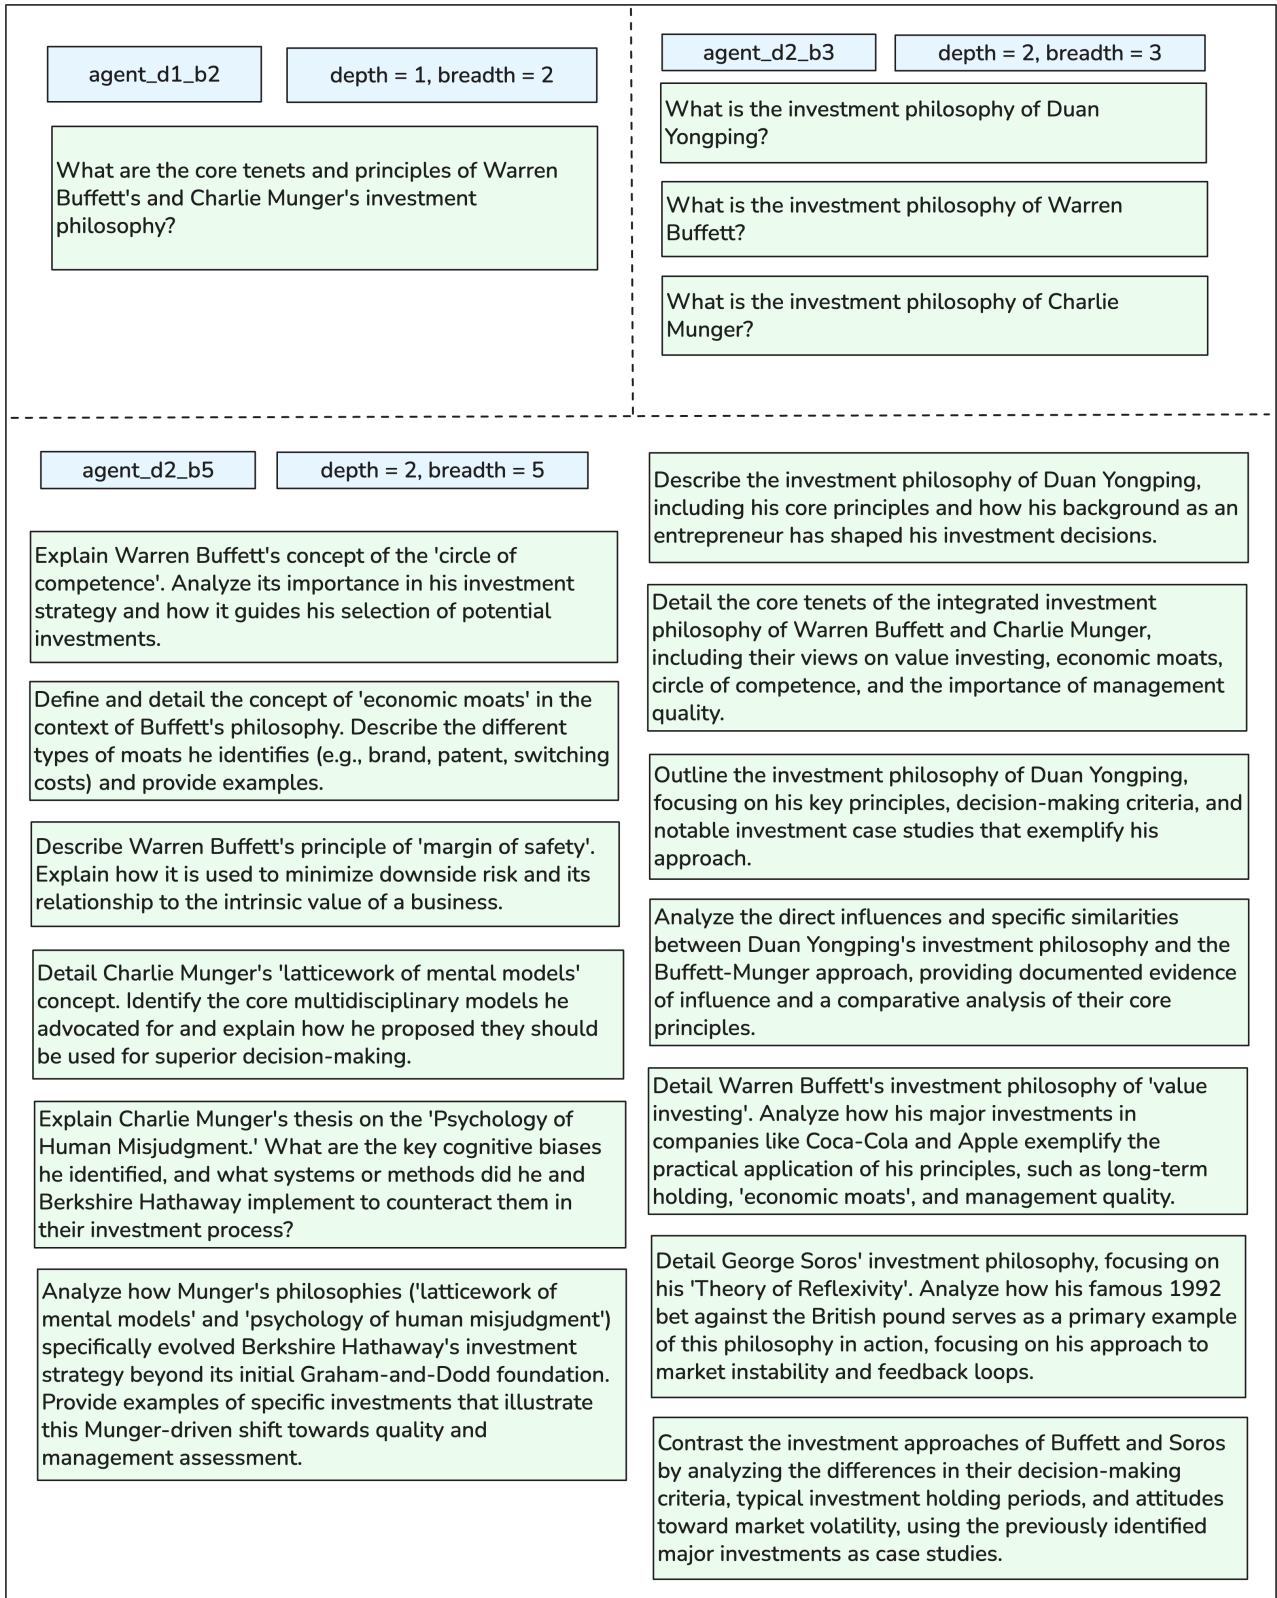 agent_d1_b2
depth = 1, breadth = 2
What are the core tenets and principles of Warren
Buffett's and Charlie Munger's investment
philosophy?
agent_d2_b3
depth = 2, breadth = 3
What is the investment philosophy of Duan
Yongping?
What is the investment philosophy of Warren
Buffett?
What is the investment philosophy of Charlie
Munger?
agent_d2_b5
depth = 2, breadth = 5
Explain Warren Buffett's concept of the 'circle of
competence'. Analyze its importance in his investment
strategy and how it guides his selection of potential
investments.
Define and detail the concept of 'economic moats' in the
context of Buffett's philosophy. Describe the different
types of moats he identifies (e.g., brand, patent, switching
costs) and provide examples.
Describe Warren Buffett's principle of 'margin of safety'.
Explain how it is used to minimize downside risk and its
relationship to the intrinsic value of a business.
Detail Charlie Munger's 'latticework of mental models'
concept. Identify the core multidisciplinary models he
advocated for and explain how he proposed they should
be used for superior decision-making.
Explain Charlie Munger's thesis on the 'Psychology of
Human Misjudgment.' What are the key cognitive biases
he identified, and what systems or methods did he and
Berkshire Hathaway implement to counteract them in
their investment process?
Analyze how Munger's philosophies ('latticework of
mental models' and 'psychology of human misjudgment')
specifically evolved Berkshire Hathaway's investment
strategy beyond its initial Graham-and-Dodd foundation.
Provide examples of specific investments that illustrate
this Munger-driven shift towards quality and
management assessment.
Describe the investment philosophy of Duan Yongping,
including his core principles and how his background as an
entrepreneur has shaped his investment decisions.
Detail the core tenets of the integrated investment
philosophy of Warren Buffett and Charlie Munger,
including their views on value investing, economic moats,
circle of competence, and the importance of management
quality.
Outline the investment philosophy of Duan Yongping,
focusing on his key principles, decision-making criteria, and
notable investment case studies that exemplify his
approach.
Analyze the direct influences and specific similarities
between Duan Yongping's investment philosophy and the
Buffett-Munger approach, providing documented evidence
of influence and a comparative analysis of their core
principles.
Detail Warren Buffett's investment philosophy of 'value
investing'. Analyze how his major investments in
companies like Coca-Cola and Apple exemplify the
practical application of his principles, such as long-term
holding, 'economic moats', and management quality.
Detail George Soros' investment philosophy, focusing on
his 'Theory of Reflexivity'. Analyze how his famous 1992
bet against the British pound serves as a primary example
of this philosophy in action, focusing on his approach to
market instability and feedback loops.
Contrast the investment approaches of Buffett and Soros
by analyzing the differences in their decision-making
criteria, typical investment holding periods, and attitudes
toward market volatility, using the previously identified
major investments as case studies.